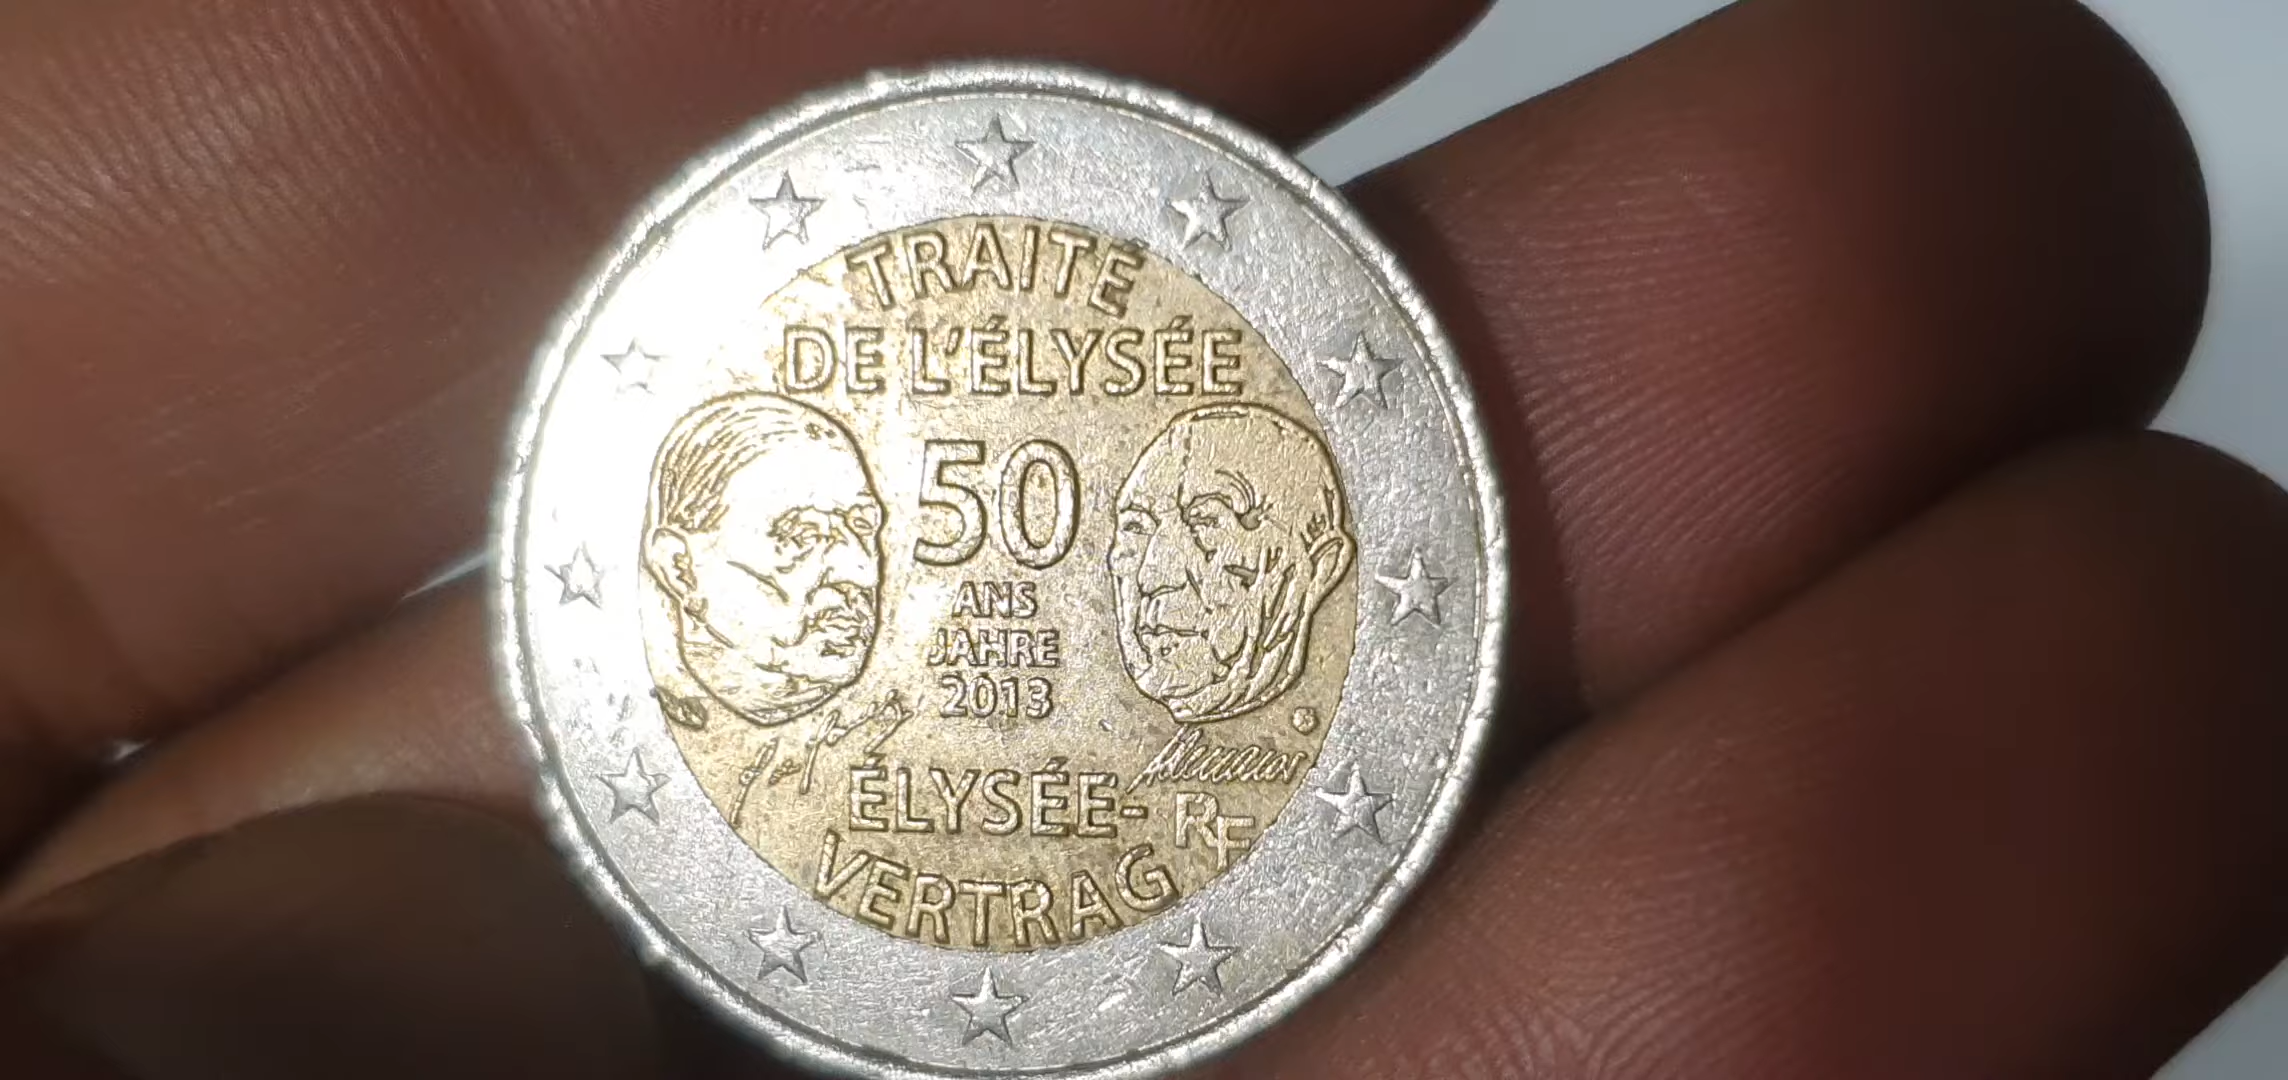 TRAITÉ
DE L'ÉLYSÉE
50
ANS
JAHRE
2013
ÉLYSÉE-
RF
VERTRAG